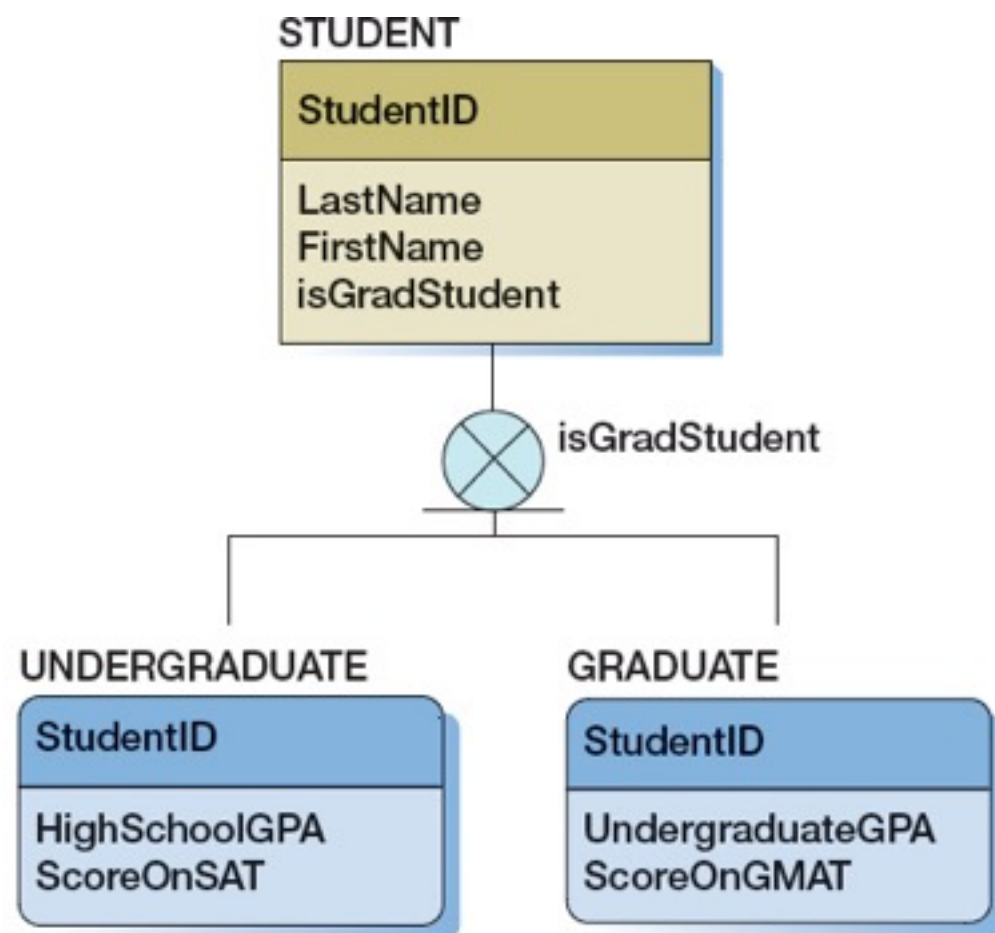 STUDENT
StudentID
LastName
FirstName
isGradStudent
isGradStudent
UNDERGRADUATE
StudentID
HighSchoolGPA
ScoreOnSAT
GRADUATE
StudentID
UndergraduateGPA
ScoreOnGMAT